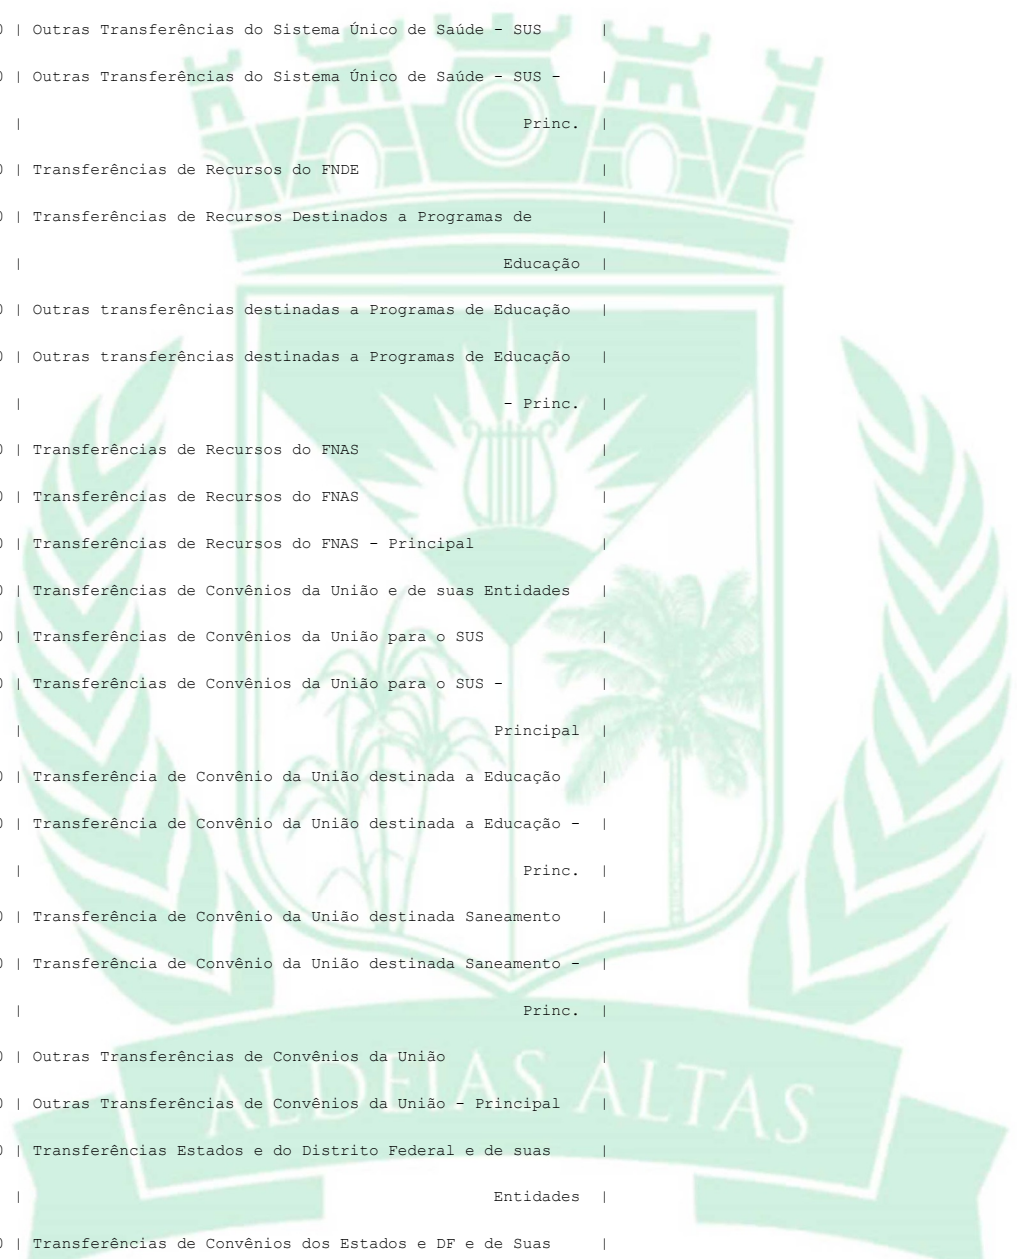 0 | Outras Transferências do Sistema Único de Saúde - SUS |
0 | Outras Transferências do Sistema Único de Saúde - SUS - |
| Princ. |
0 | Transferências de Recursos do FNDE |
0 | Transferências de Recursos Destinados a Programas de |
| Educação |
0 | Outras transferências destinadas a Programas de Educação |
0 | Outras transferências destinadas a Programas de Educação |
| - Princ. |
0 | Transferências de Recursos do FNAS |
0 | Transferências de Recursos do FNAS |
0 | Transferências de Recursos do FNAS - Principal |
0 | Transferências de Convênios da União e de suas Entidades |
0 | Transferências de Convênios da União para o SUS |
0 | Transferências de Convênios da União para o SUS - |
| Principal |
0 | Transferência de Convênio da União destinada a Educação |
0 | Transferência de Convênio da União destinada a Educação - |
| Princ. |
0 | Transferência de Convênio da União destinada Saneamento |
0 | Transferência de Convênio da União destinada Saneamento - |
| Princ. |
0 | Outras Transferências de Convênios da União |
0 | Outras Transferências de Convênios da União - Principal |
ALDEIAS ALTAS
0 | Transferências Estados e do Distrito Federal e de suas |
| Entidades |
0 | Transferências de Convênios dos Estados e DF e de Suas |